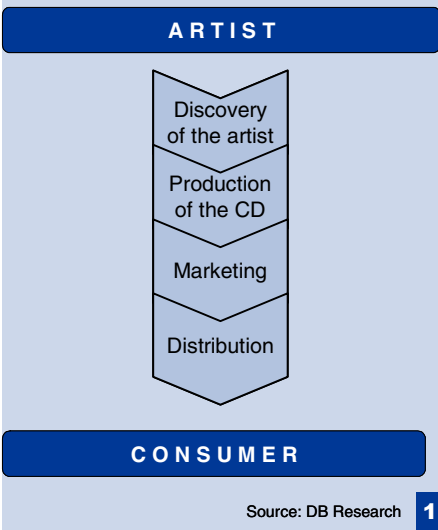 ARTIST
Discovery
of the artist
Production
of the CD
Marketing
Distribution
CONSUMER
Source: DB Research 1